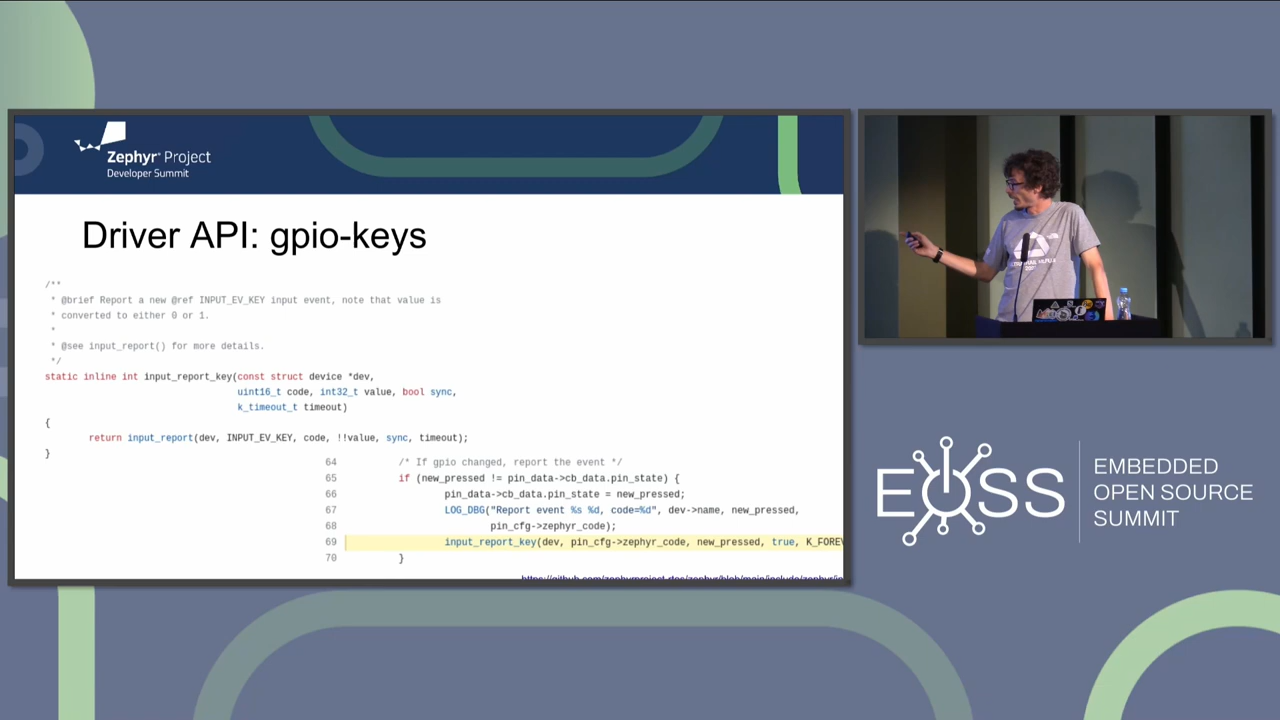 Zephyr® Project
Developer Summit
Driver API: gpio-keys
/**
 * @brief Report a new @ref INPUT_EV_KEY input event, note that value is
 * converted to either 0 or 1.
 *
 * @see input_report() for more details.
 */
static inline int input_report_key(const struct device *dev,
                                   uint16_t code, int32_t value, bool sync,
                                   k_timeout_t timeout)
{
        return input_report(dev, INPUT_EV_KEY, code, !!value, sync, timeout);
}
64        /* If gpio changed, report the event */
65        if (new_pressed != pin_data->cb_data.pin_state) {
66                pin_data->cb_data.pin_state = new_pressed;
67                LOG_DBG("Report event %s %d, code=%d", dev->name, new_pressed,
68                        pin_cfg->zephyr_code);
69                input_report_key(dev, pin_cfg->zephyr_code, new_pressed, true, K_FOREV
70        }
EOSS
EMBEDDED
OPEN SOURCE
SUMMIT